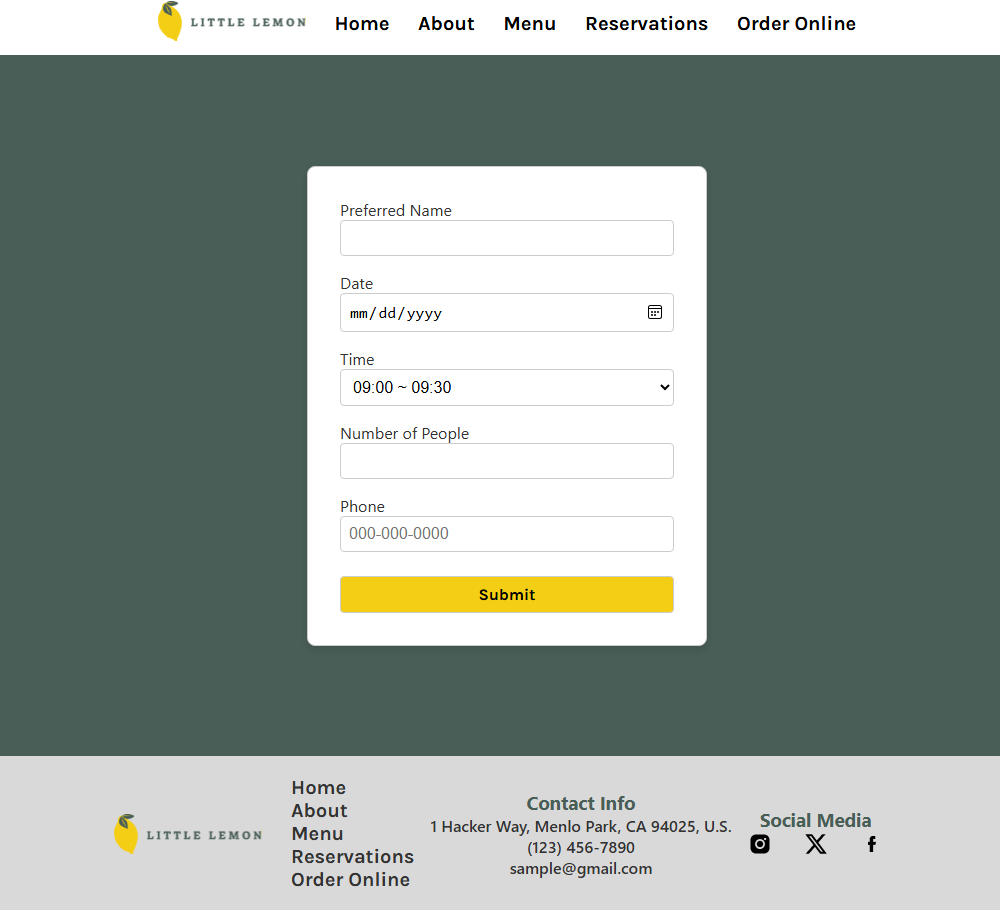 LITTLE LEMON Home About Menu Reservations Order Online
Preferred Name
Date
mm/dd/yyyy
Time
09:00 ~ 09:30
Number of People
Phone
000-000-0000
Submit
LITTLE LEMON
Home
About
Menu
Reservations
Order Online
Contact Info
1 Hacker Way, Menlo Park, CA 94025, U.S.
(123) 456-7890
sample@gmail.com
Social Media